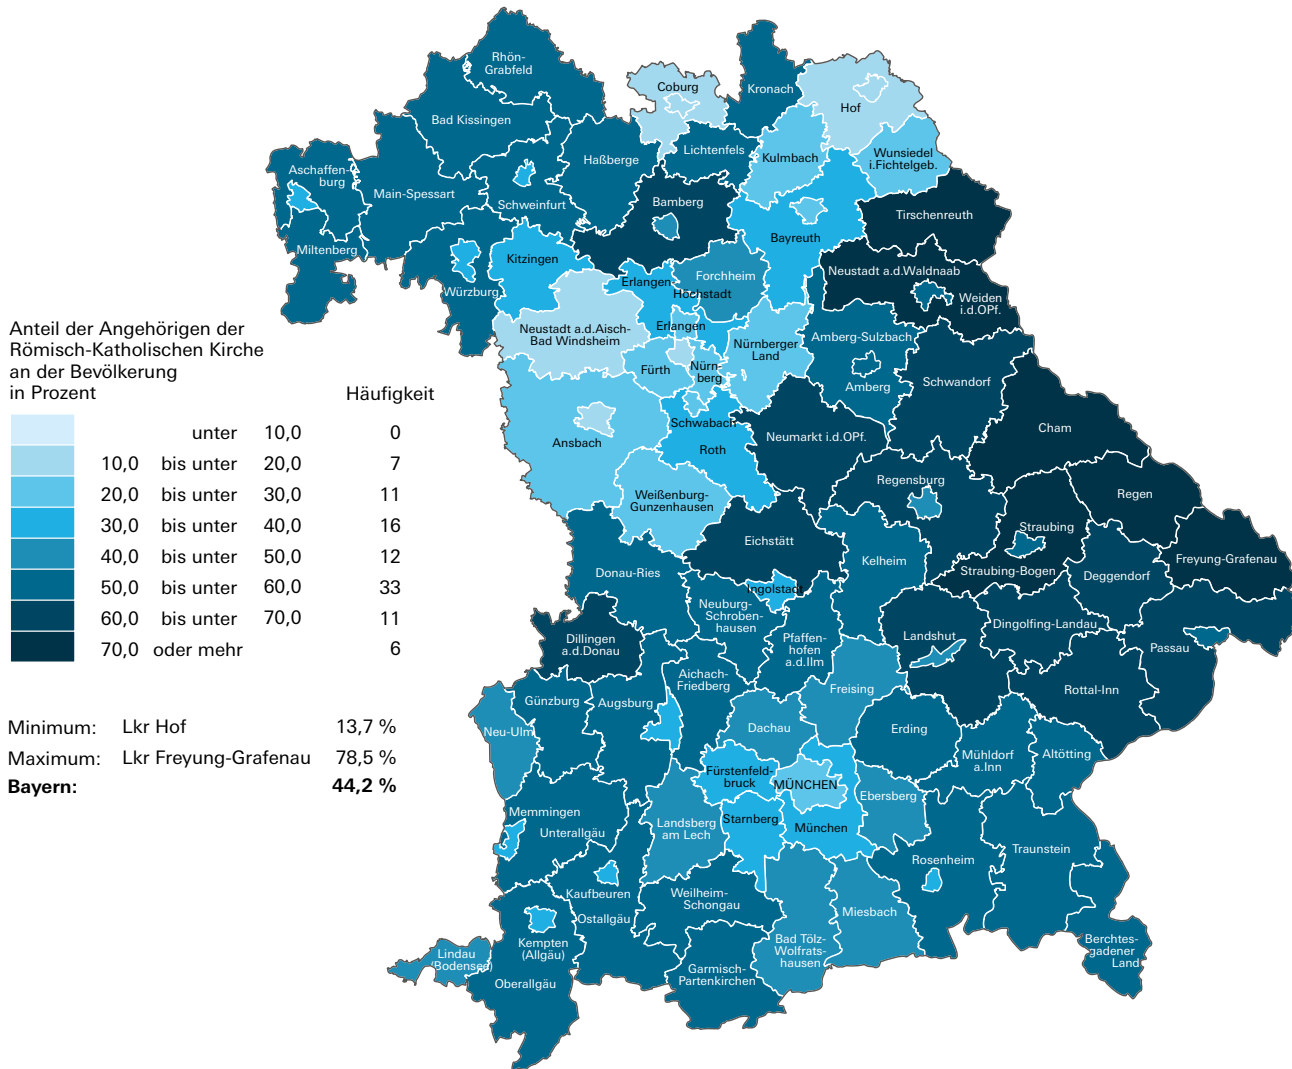 Rhön-
Grabfeld
Coburg
Kronach
Hof
Bad Kissingen
Lichtenfels
Kulmbach
Wunsiedel
i.Fichtelgeb.
Haßberge
Aschaffen-
burg
Main-Spessart
Schweinfurt
Bamberg
Tirschenreuth
Miltenberg
Bayreuth
Kitzingen
Würzburg
Erlangen
Höchstadt
Forchheim
Neustadt a.d.Waldnaab
Weiden
i.d.OPf.
Neustadt a.d.Aisch-
Bad Windsheim
Erlangen
Nürnberger
Land
Amberg-Sulzbach
Fürth
Nürn-
berg
Amberg
Schwandorf
Ansbach
Schwabach
Roth
Neumarkt i.d.OPf.
Cham
Weißenburg-
Gunzenhausen
Regensburg
Regen
Eichstätt
Straubing
Kelheim
Straubing-Bogen
Freyung-Grafenau
Donau-Ries
Deggendorf
Ingolstadt
Neuburg-
Schroben-
hausen
Dingolfing-Landau
Dillingen
a.d.Donau
Pfaffen-
hofen
a.d.Ilm
Landshut
Passau
Aichach-
Friedberg
Freising
Rottal-Inn
Günzburg
Augsburg
Neu-Ulm
Dachau
Erding
Mühldorf
a.Inn
Altötting
Fürstenfeld-
bruck
MÜNCHEN
Ebersberg
Memmingen
Unterallgäu
Landsberg
am Lech
Starnberg
München
Traunstein
Rosenheim
Kaufbeuren
Ostallgäu
Weilheim-
Schongau
Miesbach
Kempten
(Allgäu)
Bad Tölz-
Wolfrats-
hausen
Berchtes-
gadener
Land
Lindau
(Bodensee)
Oberallgäu
Garmisch-
Partenkirchen
Anteil der Angehörigen der
Römisch-Katholischen Kirche
an der Bevölkerung
in Prozent Häufigkeit
unter 10,0 0
10,0 bis unter 20,0 7
20,0 bis unter 30,0 11
30,0 bis unter 40,0 16
40,0 bis unter 50,0 12
50,0 bis unter 60,0 33
60,0 bis unter 70,0 11
70,0 oder mehr 6
Minimum: Lkr Hof 13,7 %
Maximum: Lkr Freyung-Grafenau 78,5 %
Bayern: 44,2 %